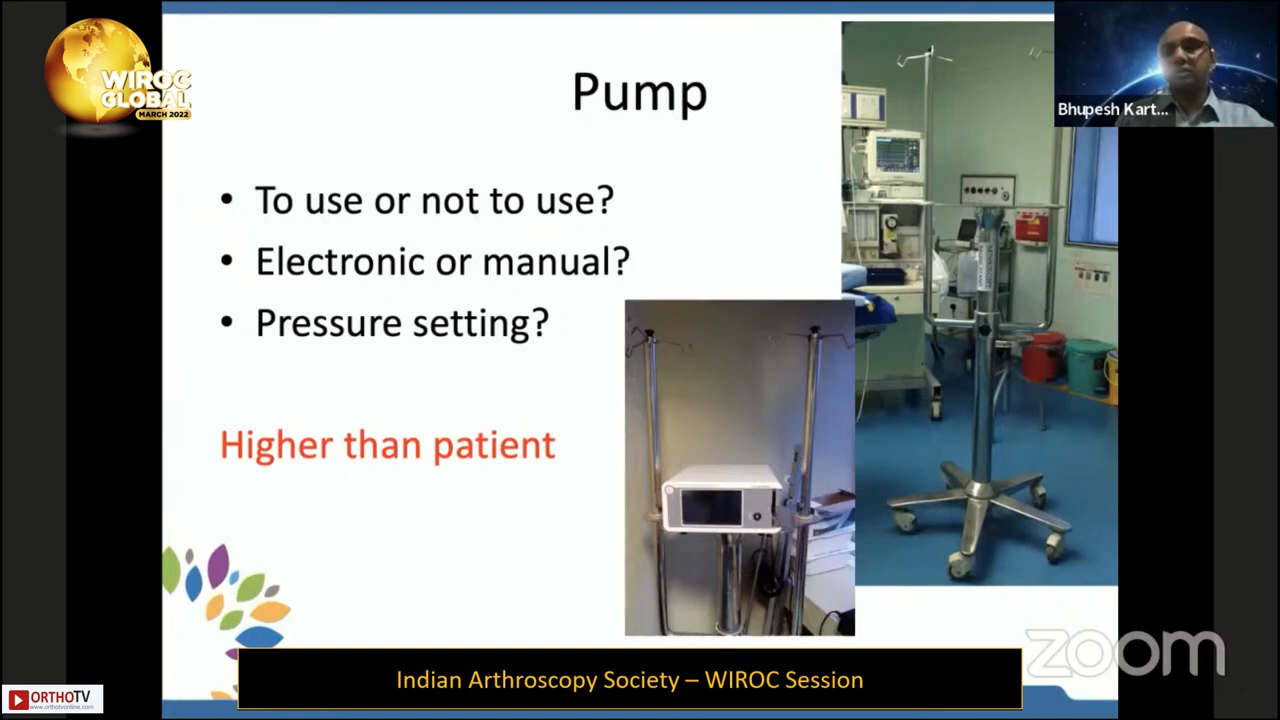 WIROC
GLOBAL
MARCH 2022
Pump
Bhupesh Kart...
• To use or not to use?
• Electronic or manual?
• Pressure setting?
Higher than patient
zoom
Indian Arthroscopy Society – WIROC Session
ORTHOTV
www.orthotvonline.com